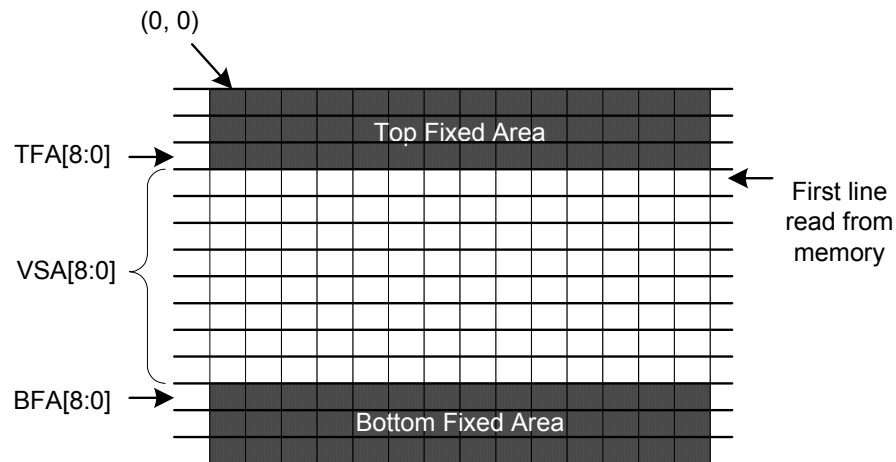 (0, 0)
Top Fixed Area
TFA[8:0]
First line
read from
memory
VSA[8:0]
BFA[8:0]
Bottom Fixed Area